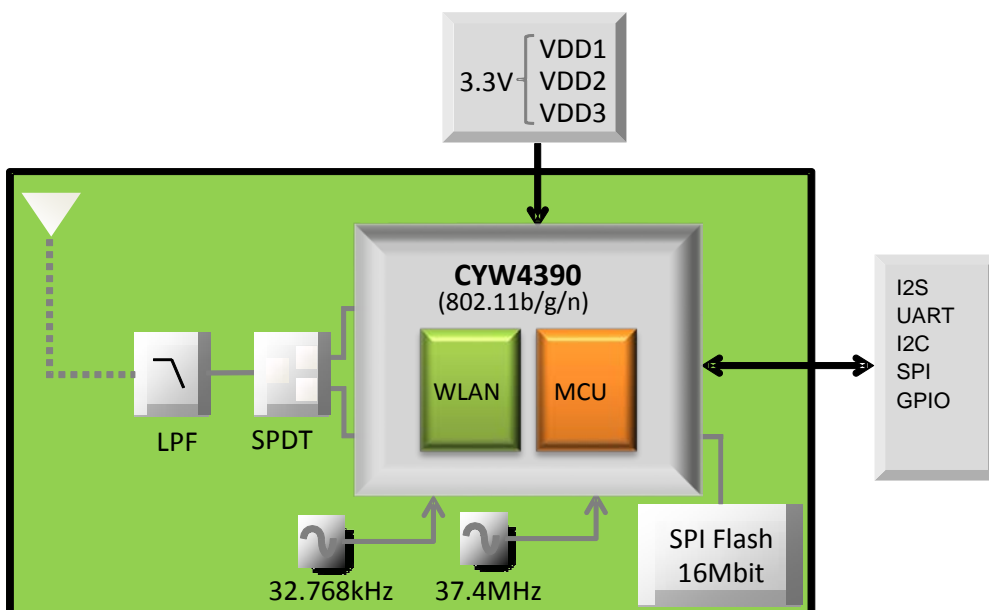 3.3V
VDD1
VDD2
VDD3
CYW4390
(802.11b/g/n)
WLAN
MCU
LPF
SPDT
I2S
UART
I2C
SPI
GPIO
32.768kHz
37.4MHz
SPI Flash
16Mbit